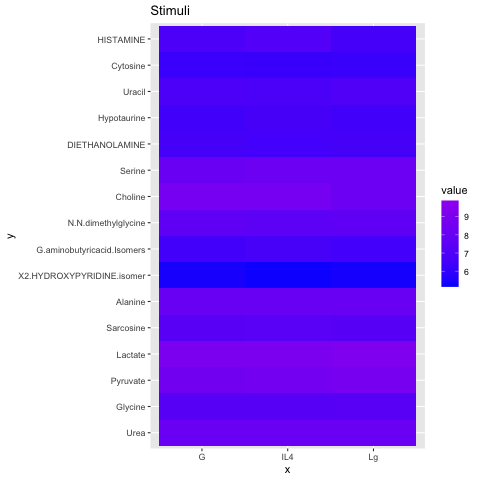 Stimuli
HISTAMINE
Cytosine
Uracil
Hypotaurine
DIETHANOLAMINE
Serine
Choline
N.N.dimethylglycine
G.aminobutyricacid.Isomers
X2.HYDROXYPYRIDINE.isomer
Alanine
Sarcosine
Lactate
Pyruvate
Glycine
Urea
y
G IL4 Lg
x
value
9
8
7
6